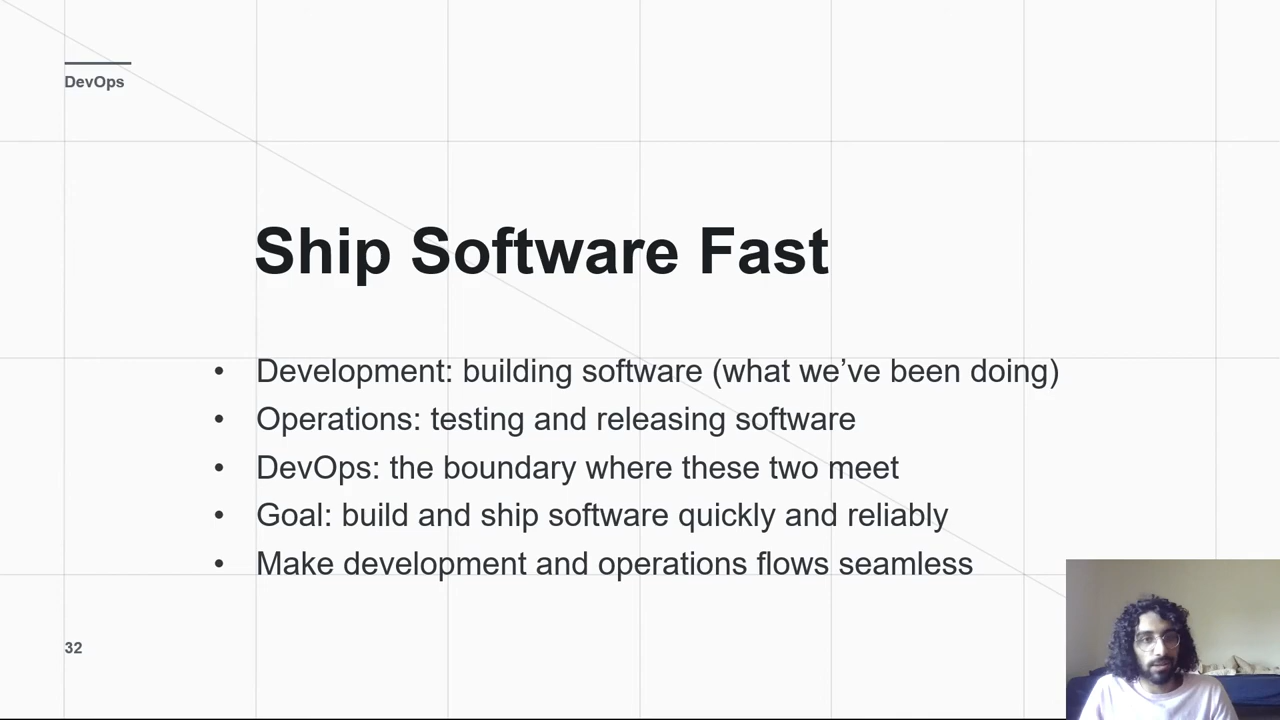 DevOps
Ship Software Fast
• Development: building software (what we’ve been doing)
• Operations: testing and releasing software
• DevOps: the boundary where these two meet
• Goal: build and ship software quickly and reliably
• Make development and operations flows seamless
32